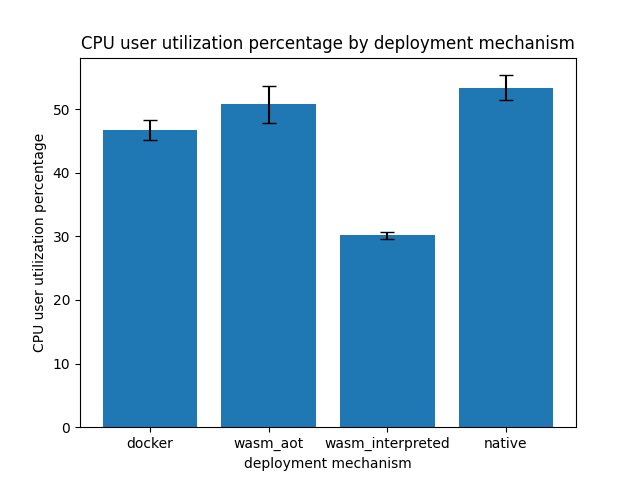 CPU user utilization percentage by deployment mechanism
CPU user utilization percentage
50
40
30
20
10
0
docker wasm_aot wasm_interpreted native
deployment mechanism